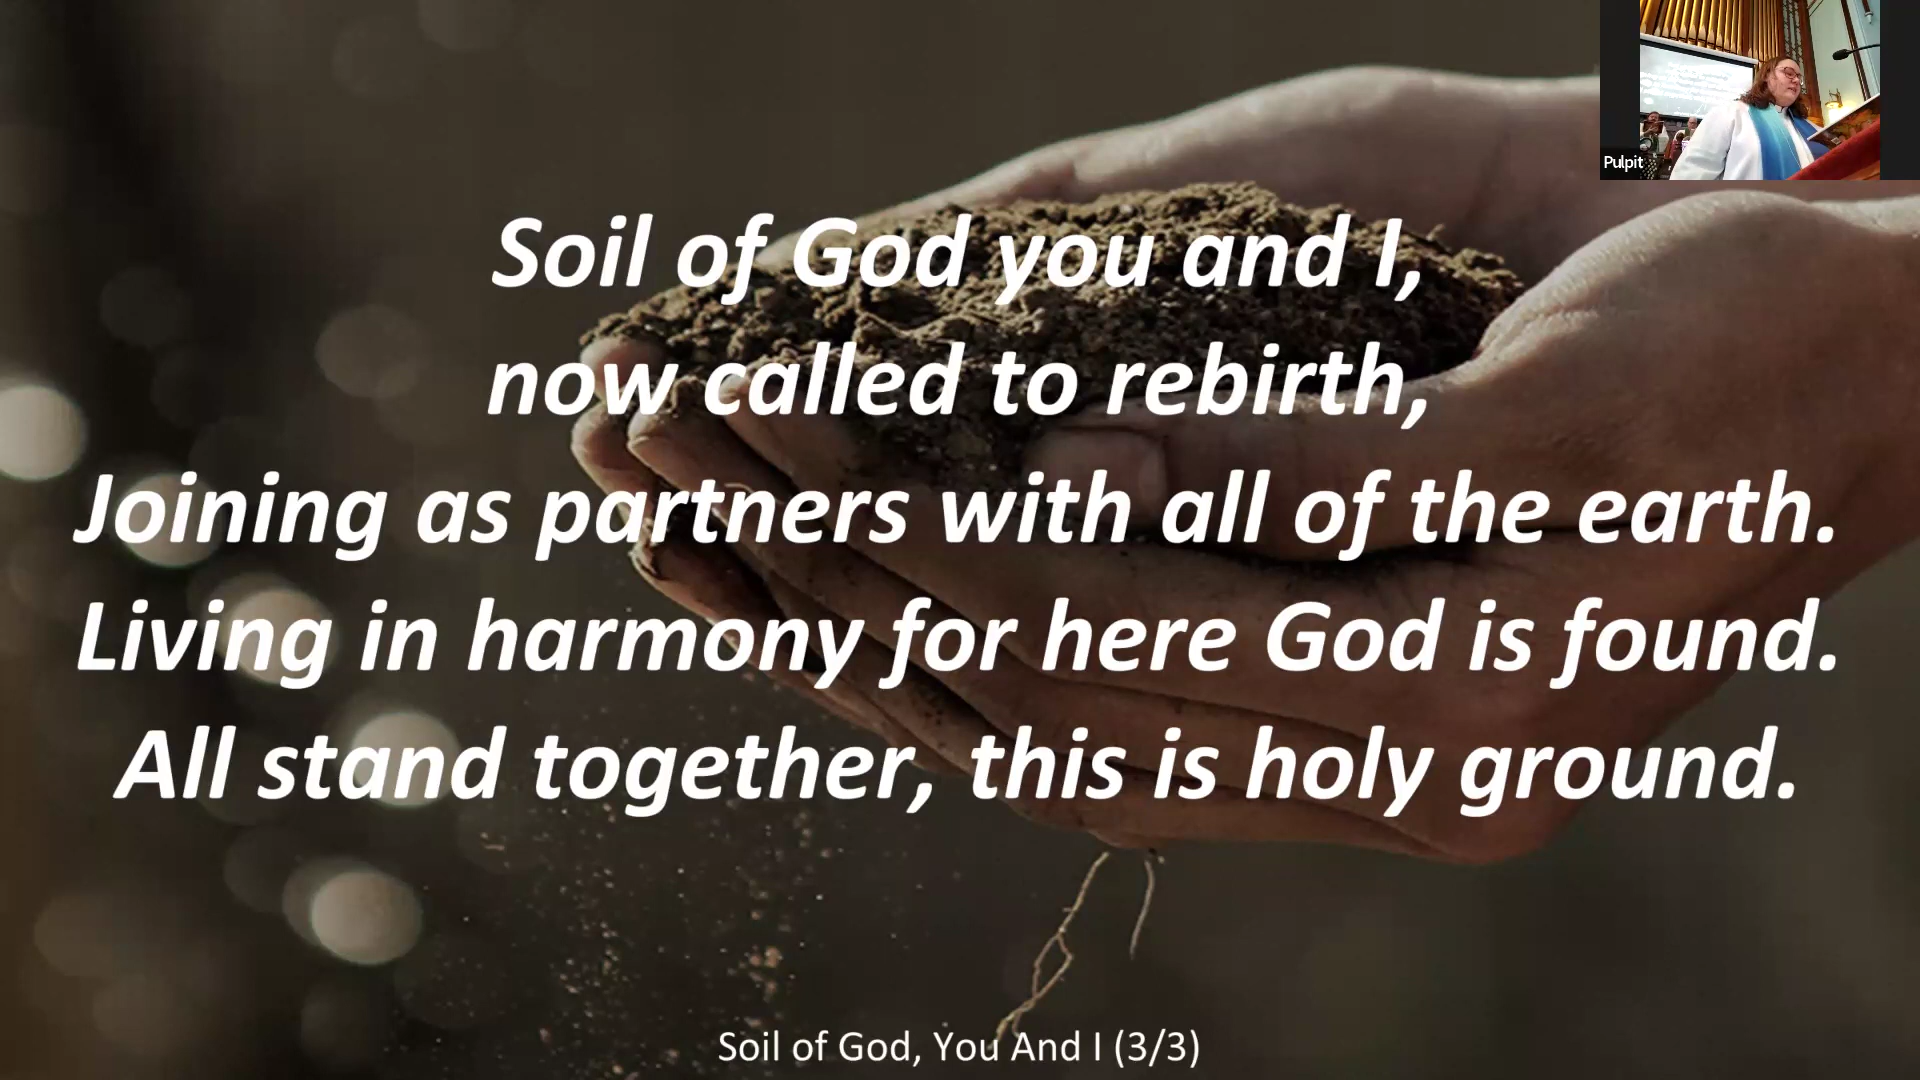 Pulpit
Soil of God you and I,
now called to rebirth,
Joining as partners with all of the earth.
Living in harmony for here God is found.
All stand together, this is holy ground.
Soil of God, You And I (3/3)